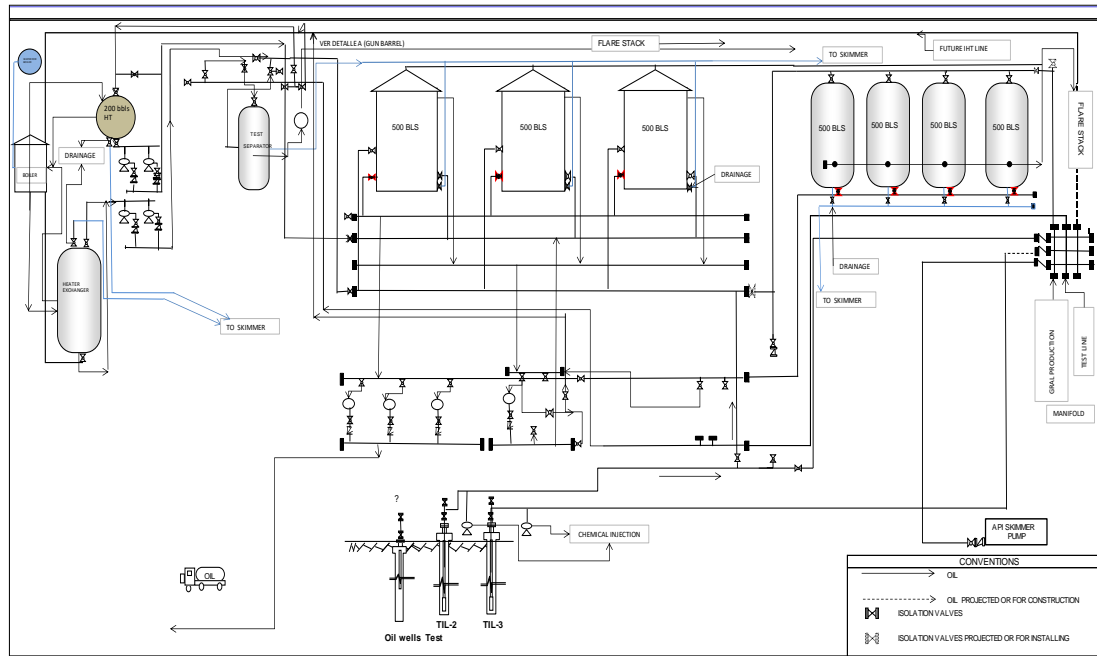 VER DETALLE A (GUN BARREL)
FLARE STACK
TO SKIMMER
FUTURE IHT LINE
200 bbls
HT
DRAINAGE
BOILER
TEST
SEPARATOR
500 BLS
500 BLS
500 BLS
500 BLS
500 BLS
500 BLS
500 BLS
FLARE STACK
DRAINAGE
DRAINAGE
HEATER
EXCHANGER
TO SKIMMER
TO SKIMMER
GRAL PRODUCTION
TEST LINE
MANIFOLD
?
CHEMICAL INJECTION
API SKIMMER
PUMP
OIL
TIL-2
TIL-3
Oil wells Test
CONVENTIONS
OIL
OIL PROJECTED OR FOR CONSTRUCTION
ISOLATION VALVES
ISOLATION VALVES PROJECTED OR FOR INSTALLING